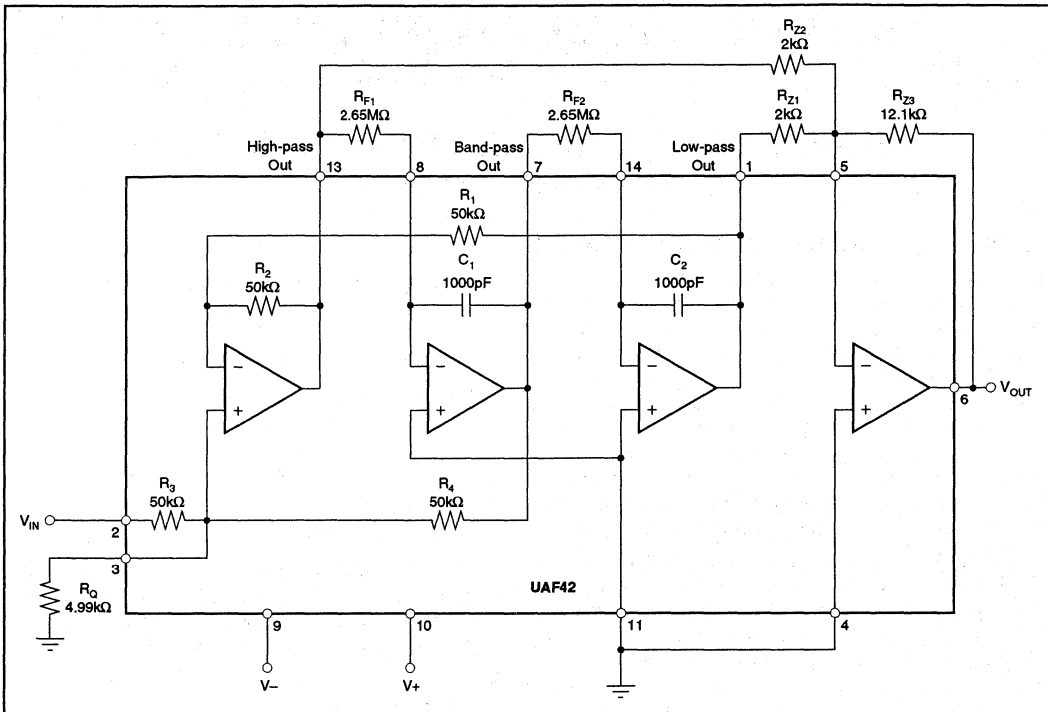 R_Z2
2kΩ
R_F1
2.65MΩ
R_F2
2.65MΩ
R_Z1
2kΩ
R_Z3
12.1kΩ
High-pass
Out
13
8
Band-pass
Out
7
14
Low-pass
Out
1
5
R_1
50kΩ
R_2
50kΩ
C_1
1000pF
C_2
1000pF
−
+
−
+
−
+
−
+
6
V_OUT
R_3
50kΩ
R_4
50kΩ
V_IN
2
3
R_Q
4.99kΩ
UAF42
9
10
11
4
V−
V+